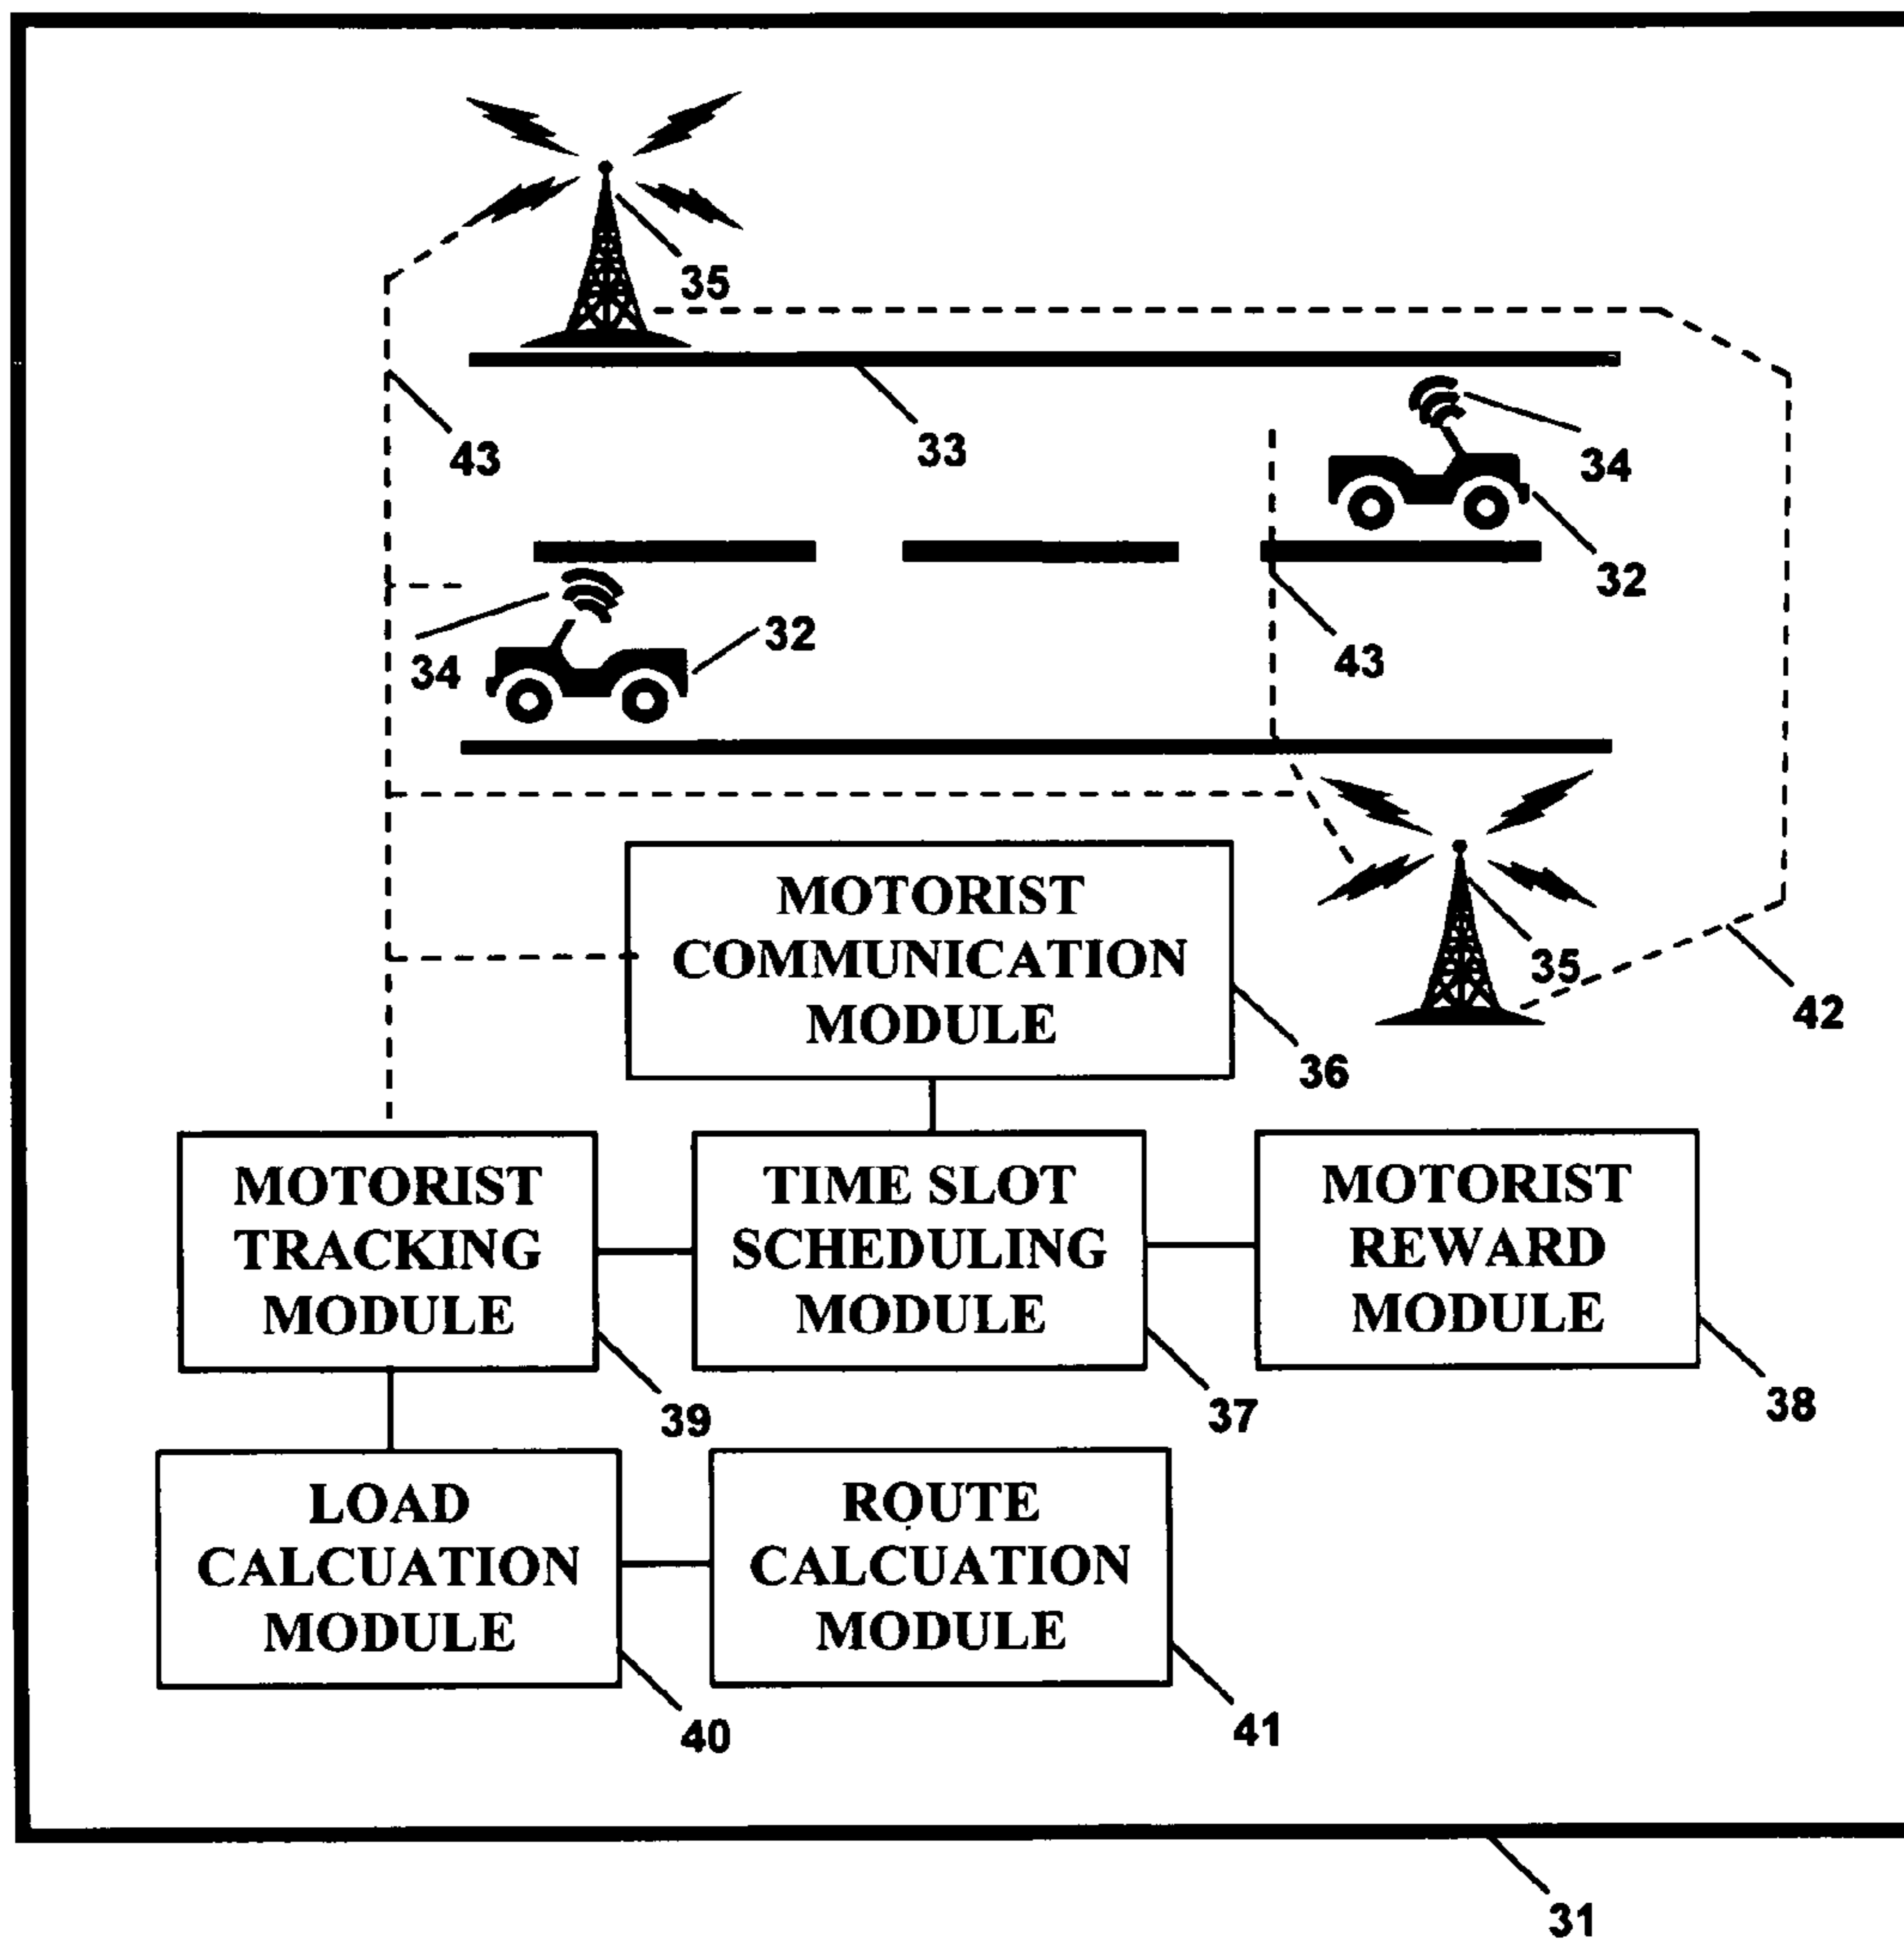 35
43
33
34
32
34
32
43
MOTORIST
COMMUNICATION
MODULE
35
42
36
MOTORIST
TRACKING
MODULE
TIME SLOT
SCHEDULING
MODULE
MOTORIST
REWARD
MODULE
39
37
38
LOAD
CALCUATION
MODULE
ROUTE
CALCUATION
MODULE
40
41
31